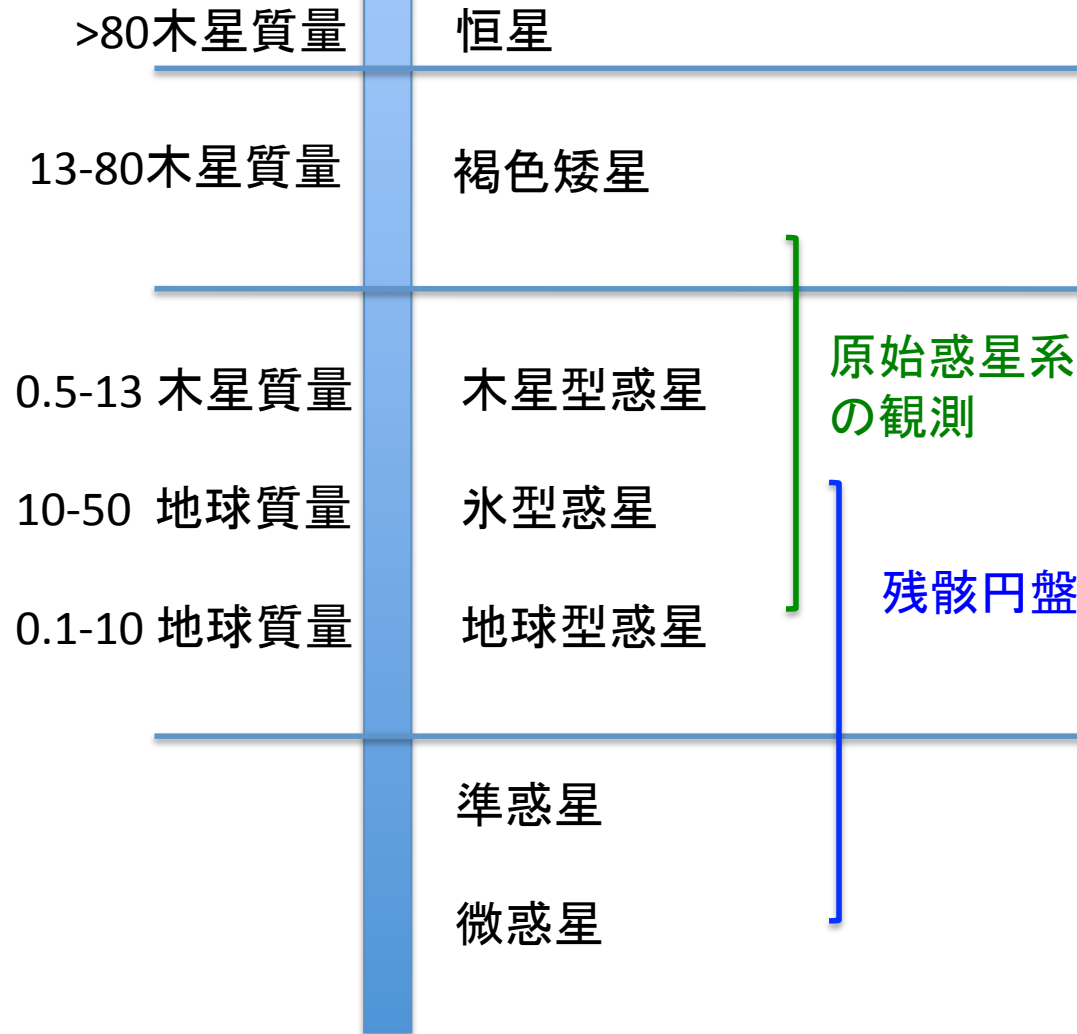 >80木星質量 恒星
13-80木星質量 褐色矮星
0.5-13 木星質量 木星型惑星
原始惑星系
の観測
10-50 地球質量 氷型惑星
残骸円盤
0.1-10 地球質量 地球型惑星
準惑星
微惑星